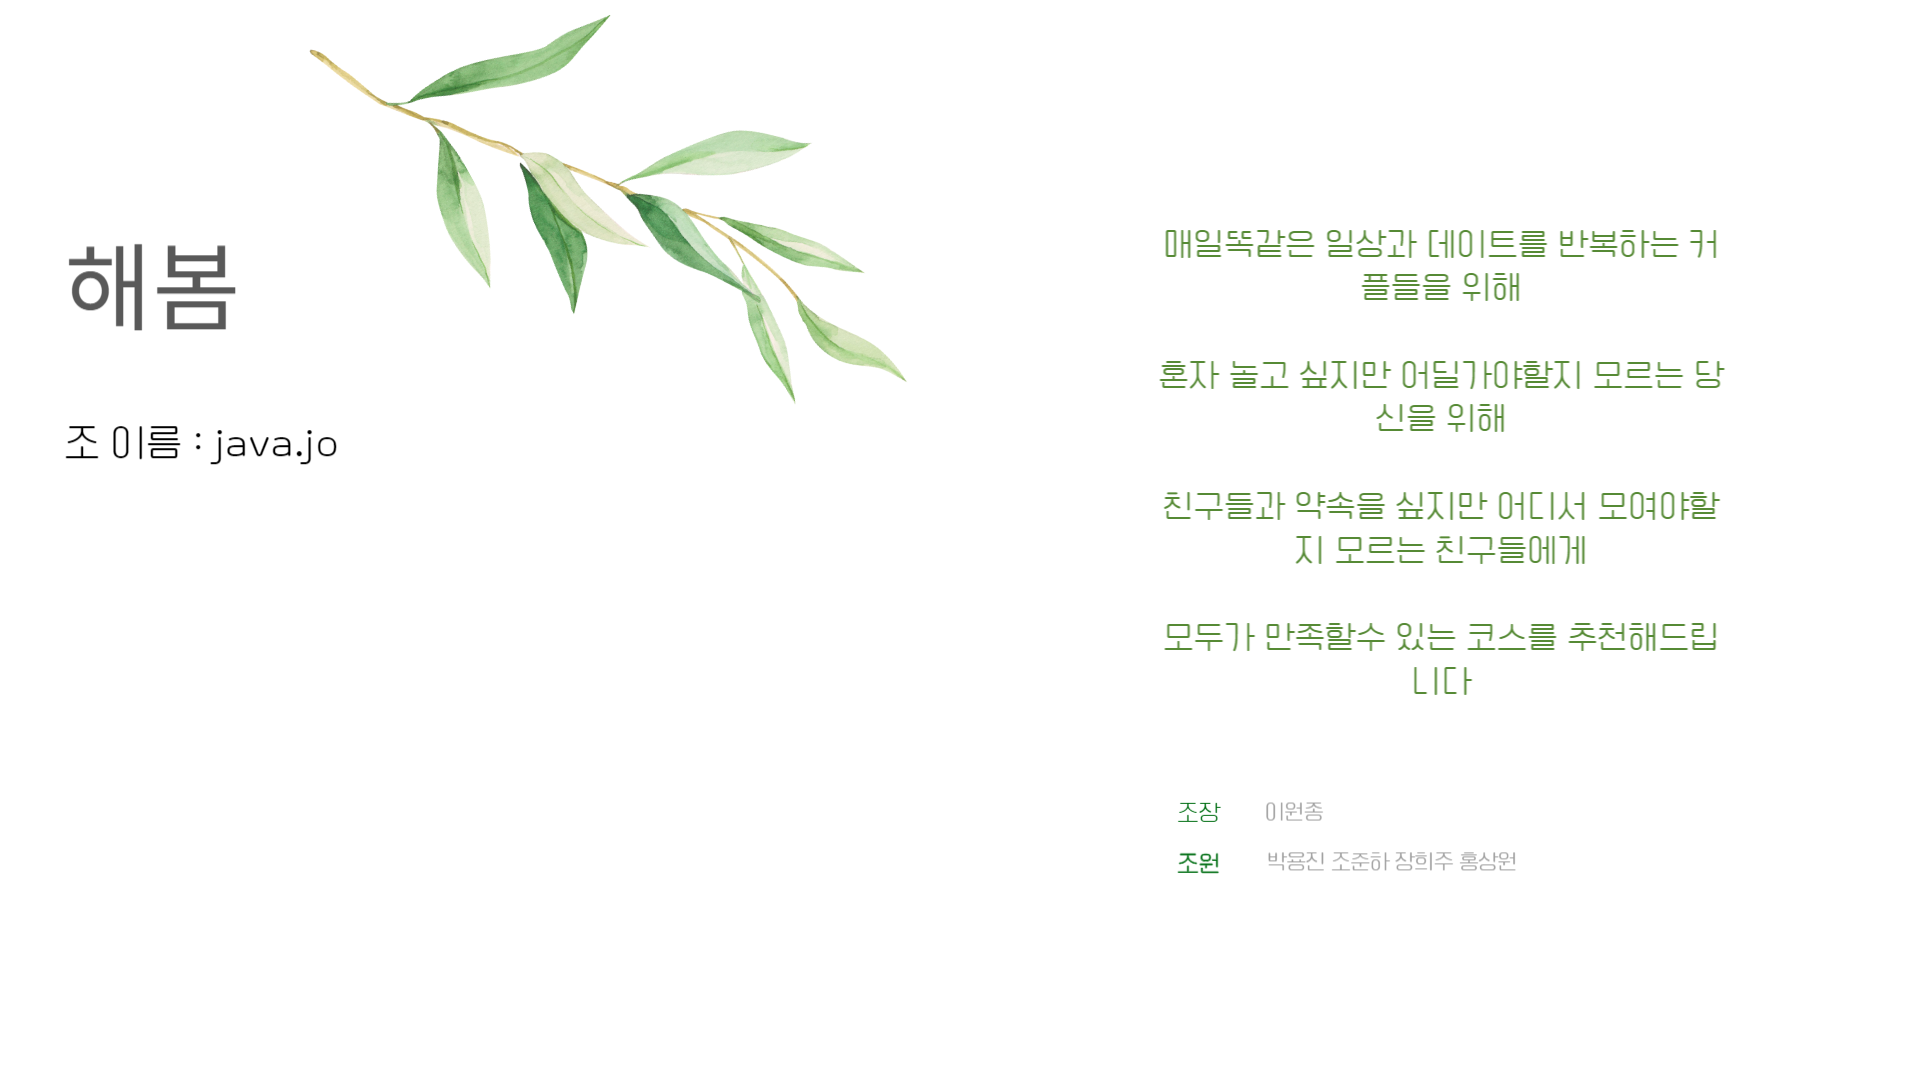 해봄
조 이름 : java.jo
매일똑같은 일상과 데이트를 반복하는 커
플들을 위해
혼자 놀고 싶지만 어딜가야할지 모르는 당
신을 위해
친구들과 약속을 싶지만 어디서 모여야할
지 모르는 친구들에게
모두가 만족할수 있는 코스를 추천해드립
니다
조장 이원종
조원 박용진 조준하 장희주 홍상원